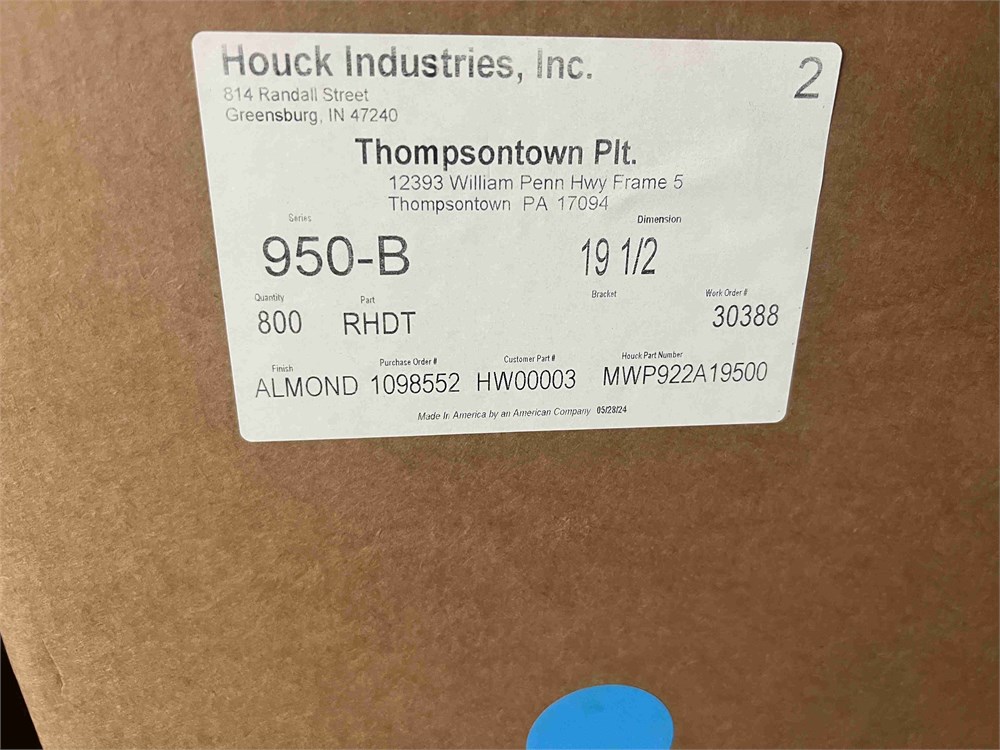 Houck Industries, Inc.
2
814 Randall Street
Greensburg, IN 47240
Thompsontown Plt.
12393 William Penn Hwy Frame 5
Thompsontown PA 17094
Series
Dimension
950-B
19 1/2
Quantity
Part
Bracket
Work Order #
800
RHDT
30388
Finish
Purchase Order #
Customer Part #
Houck Part Number
ALMOND
1098552
HW00003
MWP922A19500
Made In America by an American Company 05/28/24